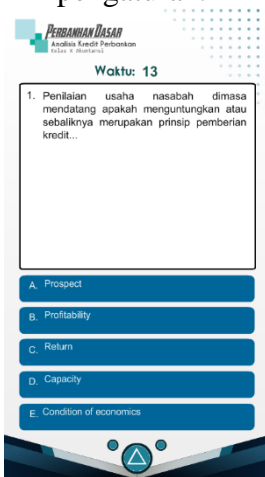 PERBANKAN DASAR
Analisis Kredit Perbankan
Kelas X Akuntansi
Waktu: 13
1. Penilaian usaha nasabah dimasa
mendatang apakah menguntungkan atau
sebaliknya merupakan prinsip pemberian
kredit...
A. Prospect
B. Profitability
C. Return
D. Capacity
E. Condition of economics